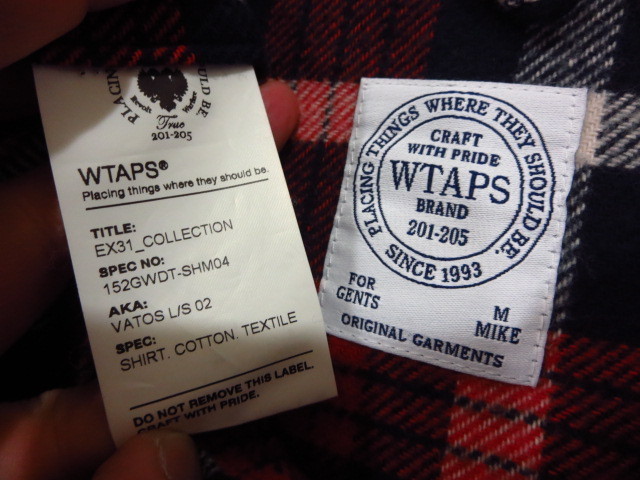 PLACING
SHOULD BE.
True
201-205
WTAPS®
Placing things where they should be.
TITLE:
EX31_COLLECTION
SPEC NO:
152GWDT-SHM04
AKA:
VATOS L/S 02
SPEC:
SHIRT. COTTON. TEXTILE
DO NOT REMOVE THIS LABEL.
CRAFT WITH PRIDE.
PLACING THINGS WHERE THEY SHOULD BE.
CRAFT
WITH PRIDE
WTAPS
BRAND
201-205
SINCE 1993
FOR
GENTS
M
MIKE
ORIGINAL GARMENTS